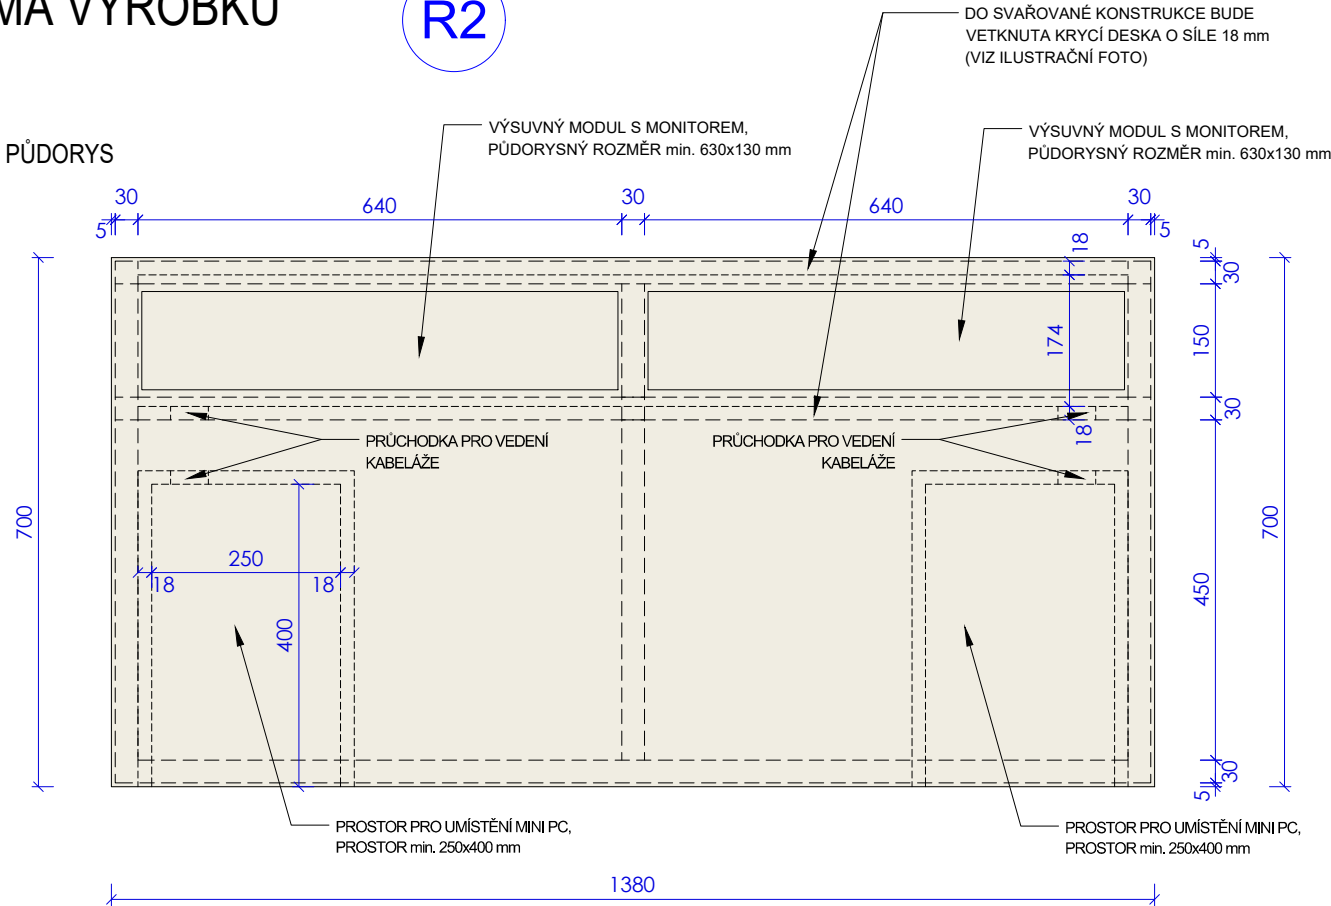 MA VÝROBKU
R2
DO SVAŘOVANÉ KONSTRUKCE BUDE
VETKNUTA KRYCÍ DESKA O SÍLE 18 mm
(VIZ ILUSTRAČNÍ FOTO)
VÝSUVNÝ MODUL S MONITOREM,
PŮDORYSNÝ ROZMĚR min. 630x130 mm
VÝSUVNÝ MODUL S MONITOREM,
PŮDORYSNÝ ROZMĚR min. 630x130 mm
PŮDORYS
30
640
30
640
30
5
5
18
5
30
174
150
30
18
PRŮCHODKA PRO VEDENÍ
KABELÁŽE
PRŮCHODKA PRO VEDENÍ
KABELÁŽE
700
700
250
18
18
400
450
30
5
PROSTOR PRO UMÍSTĚNÍ MINI PC,
PROSTOR min. 250x400 mm
PROSTOR PRO UMÍSTĚNÍ MINI PC,
PROSTOR min. 250x400 mm
1380